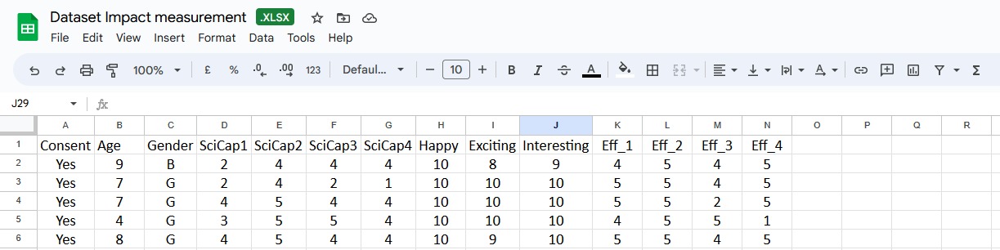 Dataset Impact measurement .XLSX
File Edit View Insert Format Data Tools Help
100% £ % .0 .00 123 Defaul... − 10 + B I S A Σ
J29 fx
A B C D E F G H I J K L M N O P Q R
1 Consent Age Gender SciCap1 SciCap2 SciCap3 SciCap4 Happy Exciting Interesting Eff_1 Eff_2 Eff_3 Eff_4
2 Yes 9 B 2 4 4 4 10 8 9 4 5 4 5
3 Yes 7 G 2 4 2 1 10 10 10 5 5 4 5
4 Yes 7 G 4 5 4 4 10 10 10 5 5 2 5
5 Yes 4 G 3 5 5 4 10 10 10 4 5 5 1
6 Yes 8 G 4 5 4 4 10 9 10 5 5 4 5